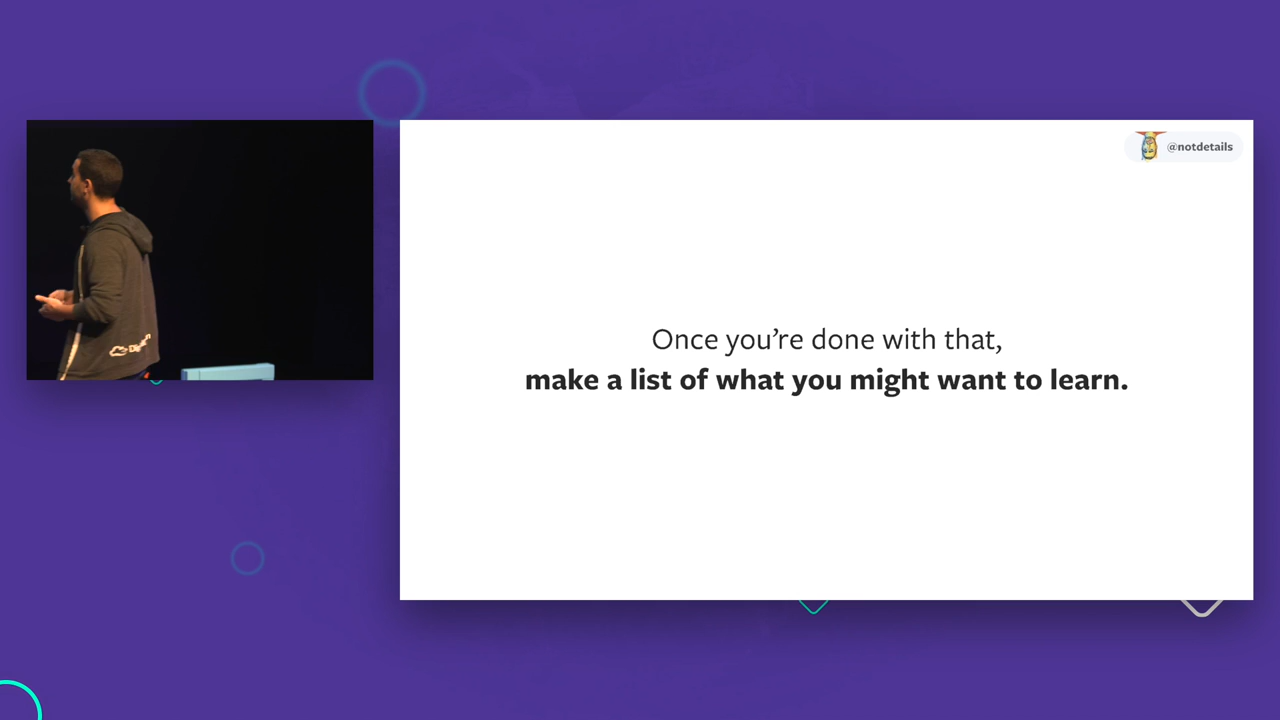 @notdetails
Once you’re done with that,
make a list of what you might want to learn.